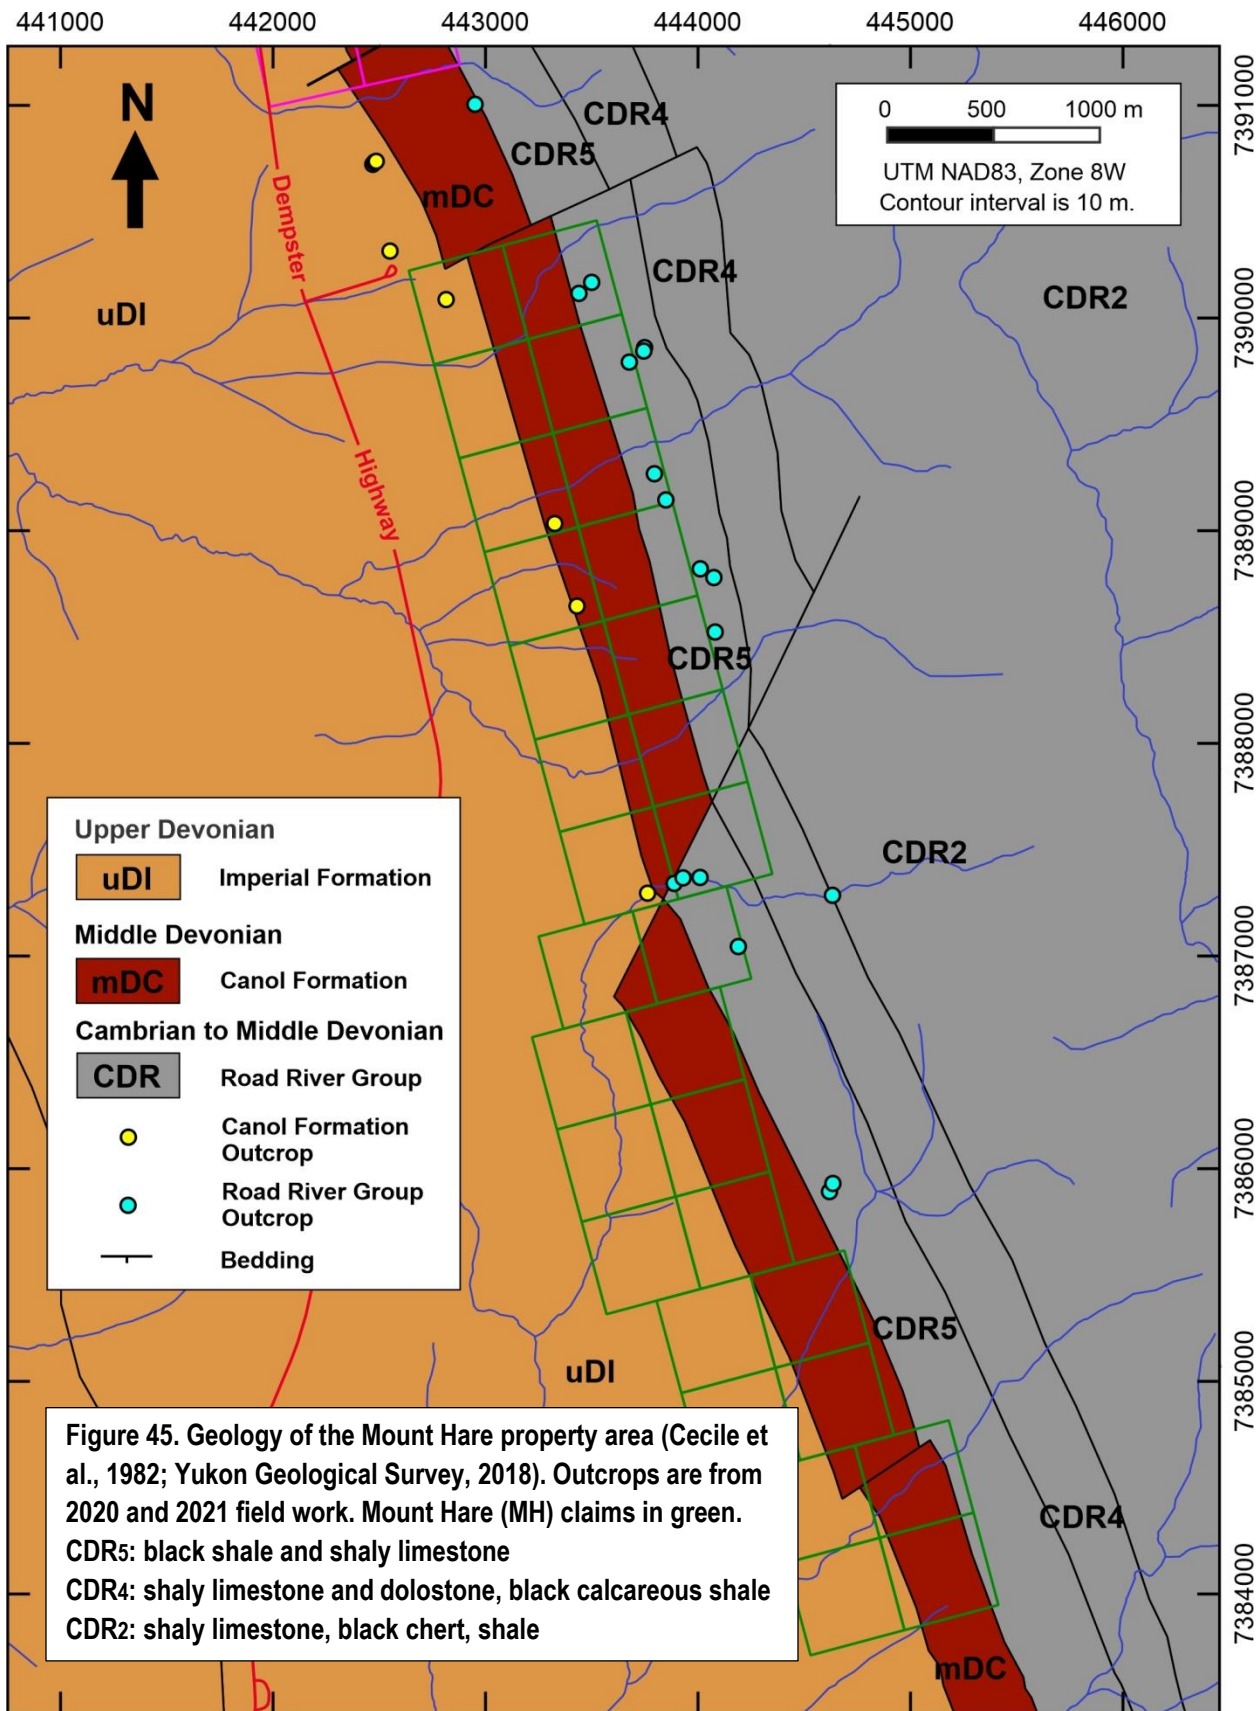 441000 442000 443000 444000 445000 446000
7391000
7390000
7389000
7388000
7387000
7386000
7385000
7384000
N
0 500 1000 m
UTM NAD83, Zone 8W
Contour interval is 10 m.
CDR4
CDR5
mDC
Dempster
Highway
uDI
CDR4
CDR2
CDR5
CDR2
Upper Devonian
uDI Imperial Formation
Middle Devonian
mDC Canol Formation
Cambrian to Middle Devonian
CDR Road River Group
Canol Formation
Outcrop
Road River Group
Outcrop
Bedding
CDR5
uDI
CDR4
mDC
Figure 45. Geology of the Mount Hare property area (Cecile et
al., 1982; Yukon Geological Survey, 2018). Outcrops are from
2020 and 2021 field work. Mount Hare (MH) claims in green.
CDR5: black shale and shaly limestone
CDR4: shaly limestone and dolostone, black calcareous shale
CDR2: shaly limestone, black chert, shale